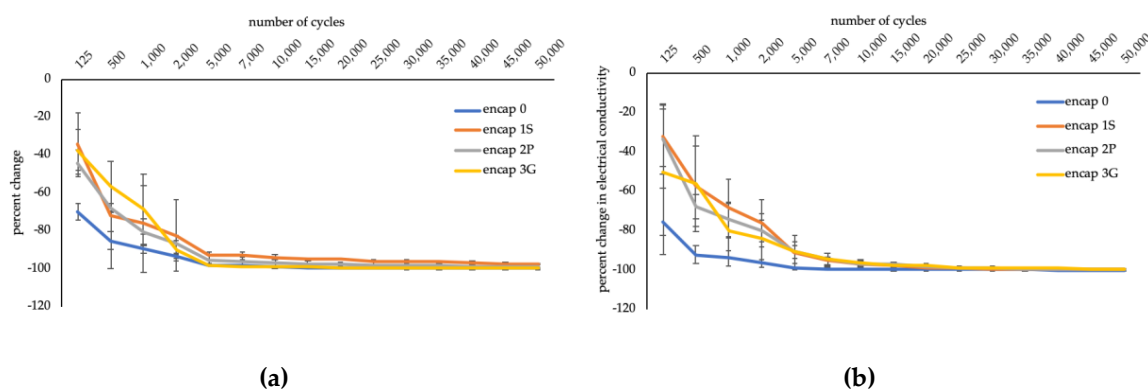 number of cycles
125 500 1,000 2,000 5,000 7,000 10,000 15,000 20,000 25,000 30,000 35,000 40,000 45,000 50,000
percent change
0
-20
-40
-60
-80
-100
-120
encap 0
encap 1S
encap 2P
encap 3G
(a)
number of cycles
125 500 1,000 2,000 5,000 7,000 10,000 15,000 20,000 25,000 30,000 35,000 40,000 45,000 50,000
percent change in electrical conductivity
0
-20
-40
-60
-80
-100
-120
encap 0
encap 1S
encap 2P
encap 3G
(b)